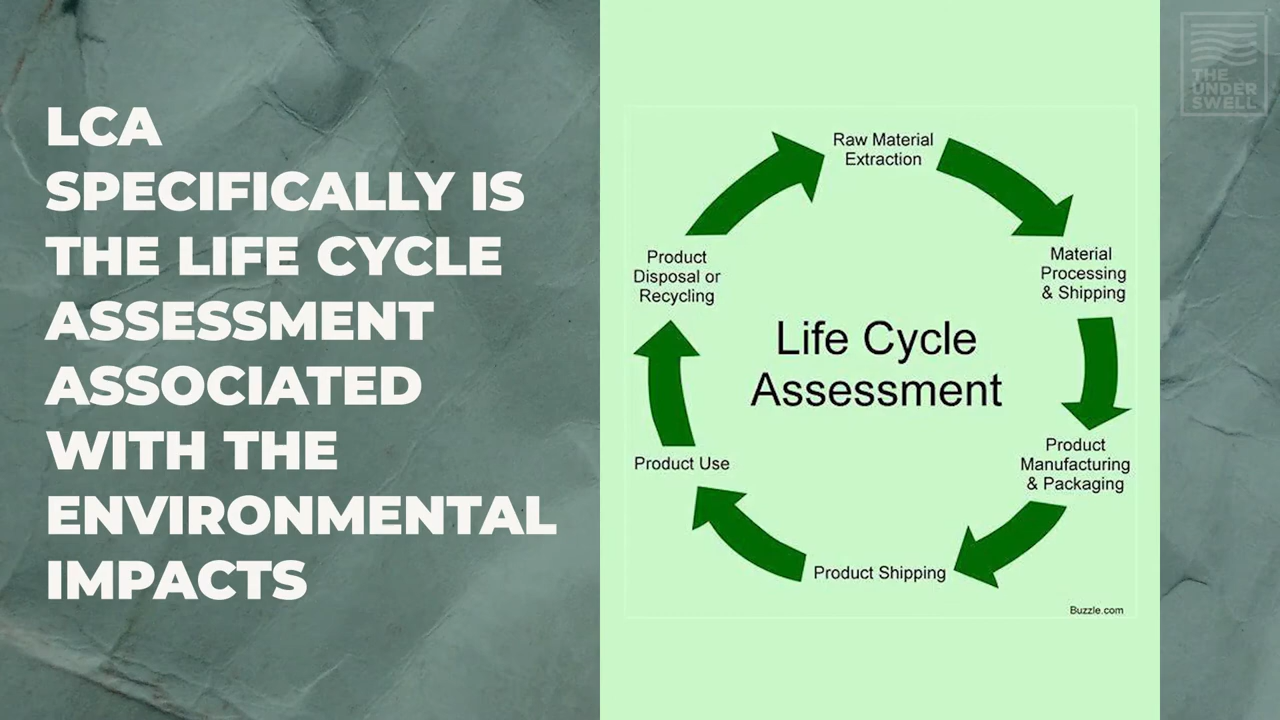 LCA
SPECIFICALLY IS
THE LIFE CYCLE
ASSESSMENT
ASSOCIATED
WITH THE
ENVIRONMENTAL
IMPACTS
Raw Material
Extraction
Material
Processing
& Shipping
Product
Manufacturing
& Packaging
Product Shipping
Product Use
Product
Disposal or
Recycling
Life Cycle
Assessment
Buzzle.com
THE
UNDER
SWELL